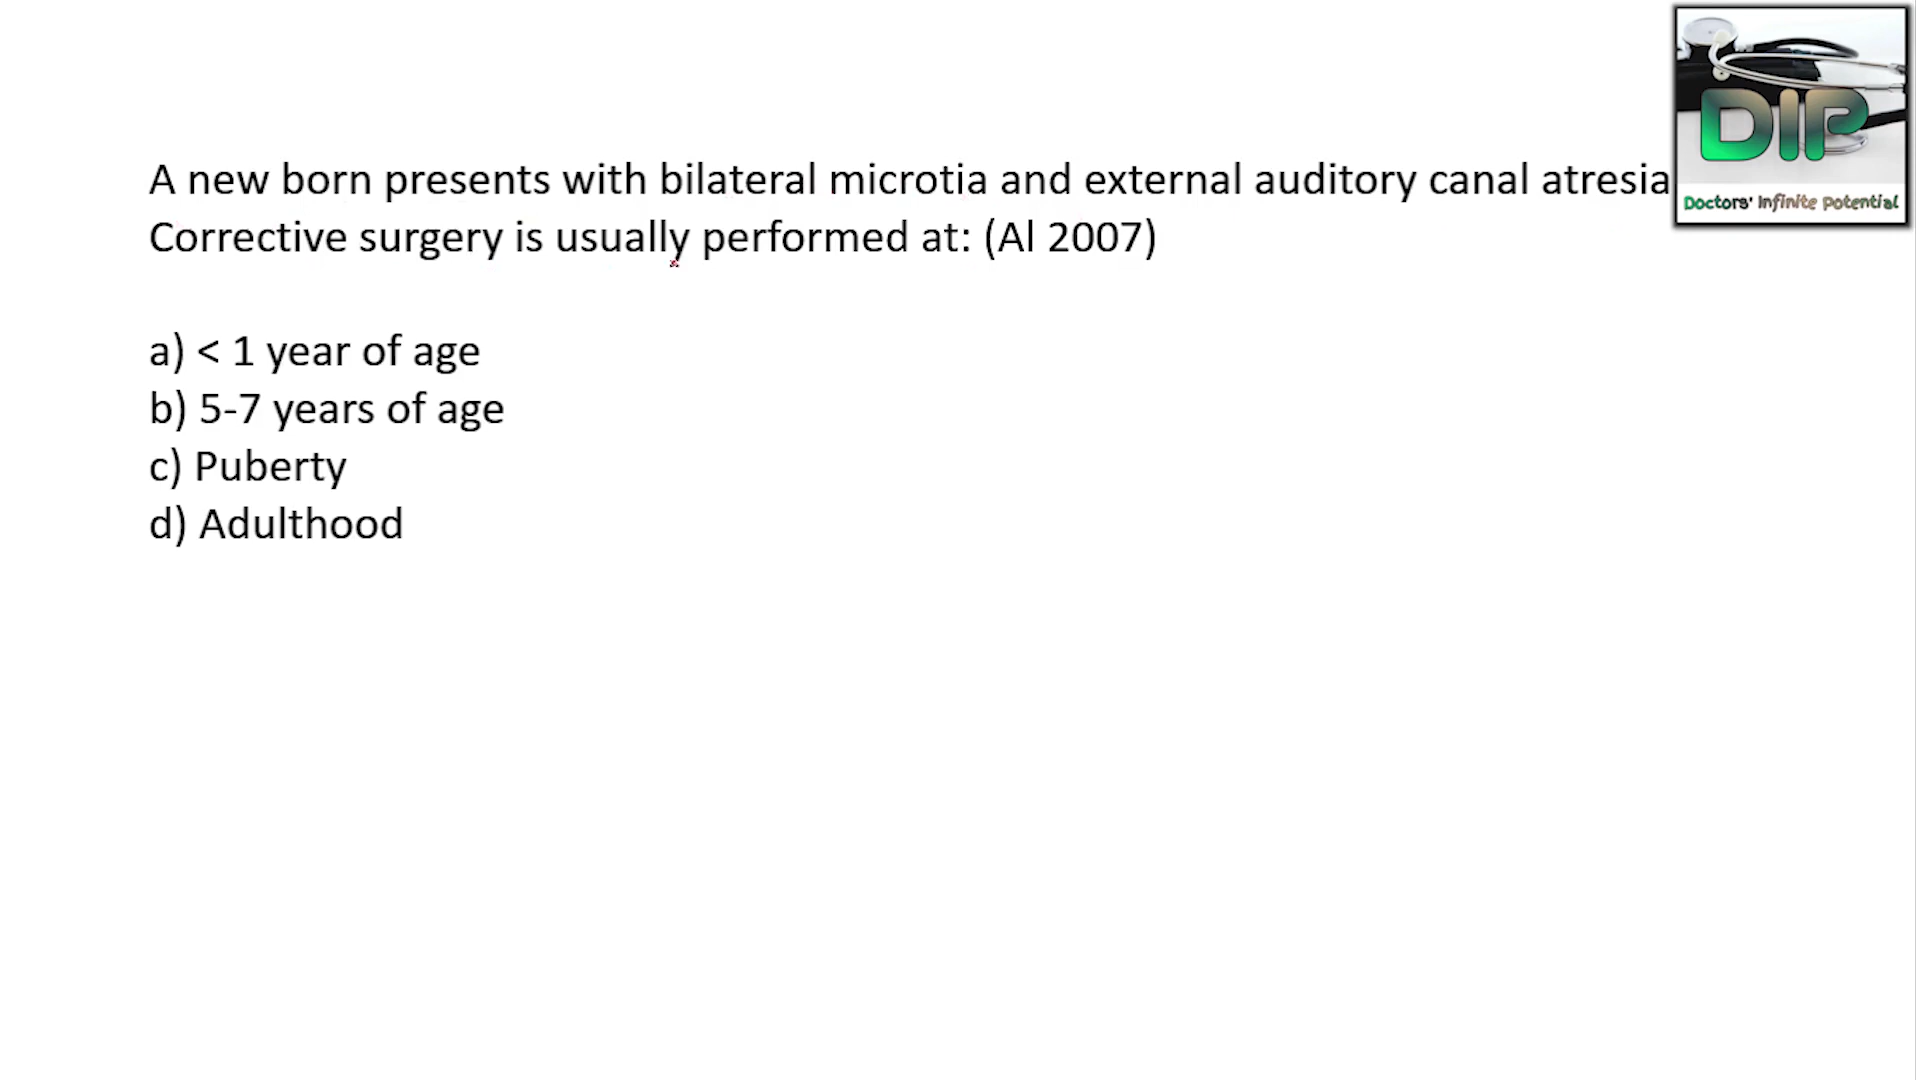 A new born presents with bilateral microtia and external auditory canal atresia
Corrective surgery is usually performed at: (Al 2007)
a) < 1 year of age
b) 5-7 years of age
c) Puberty
d) Adulthood
DIP
Doctors' Infinite Potential